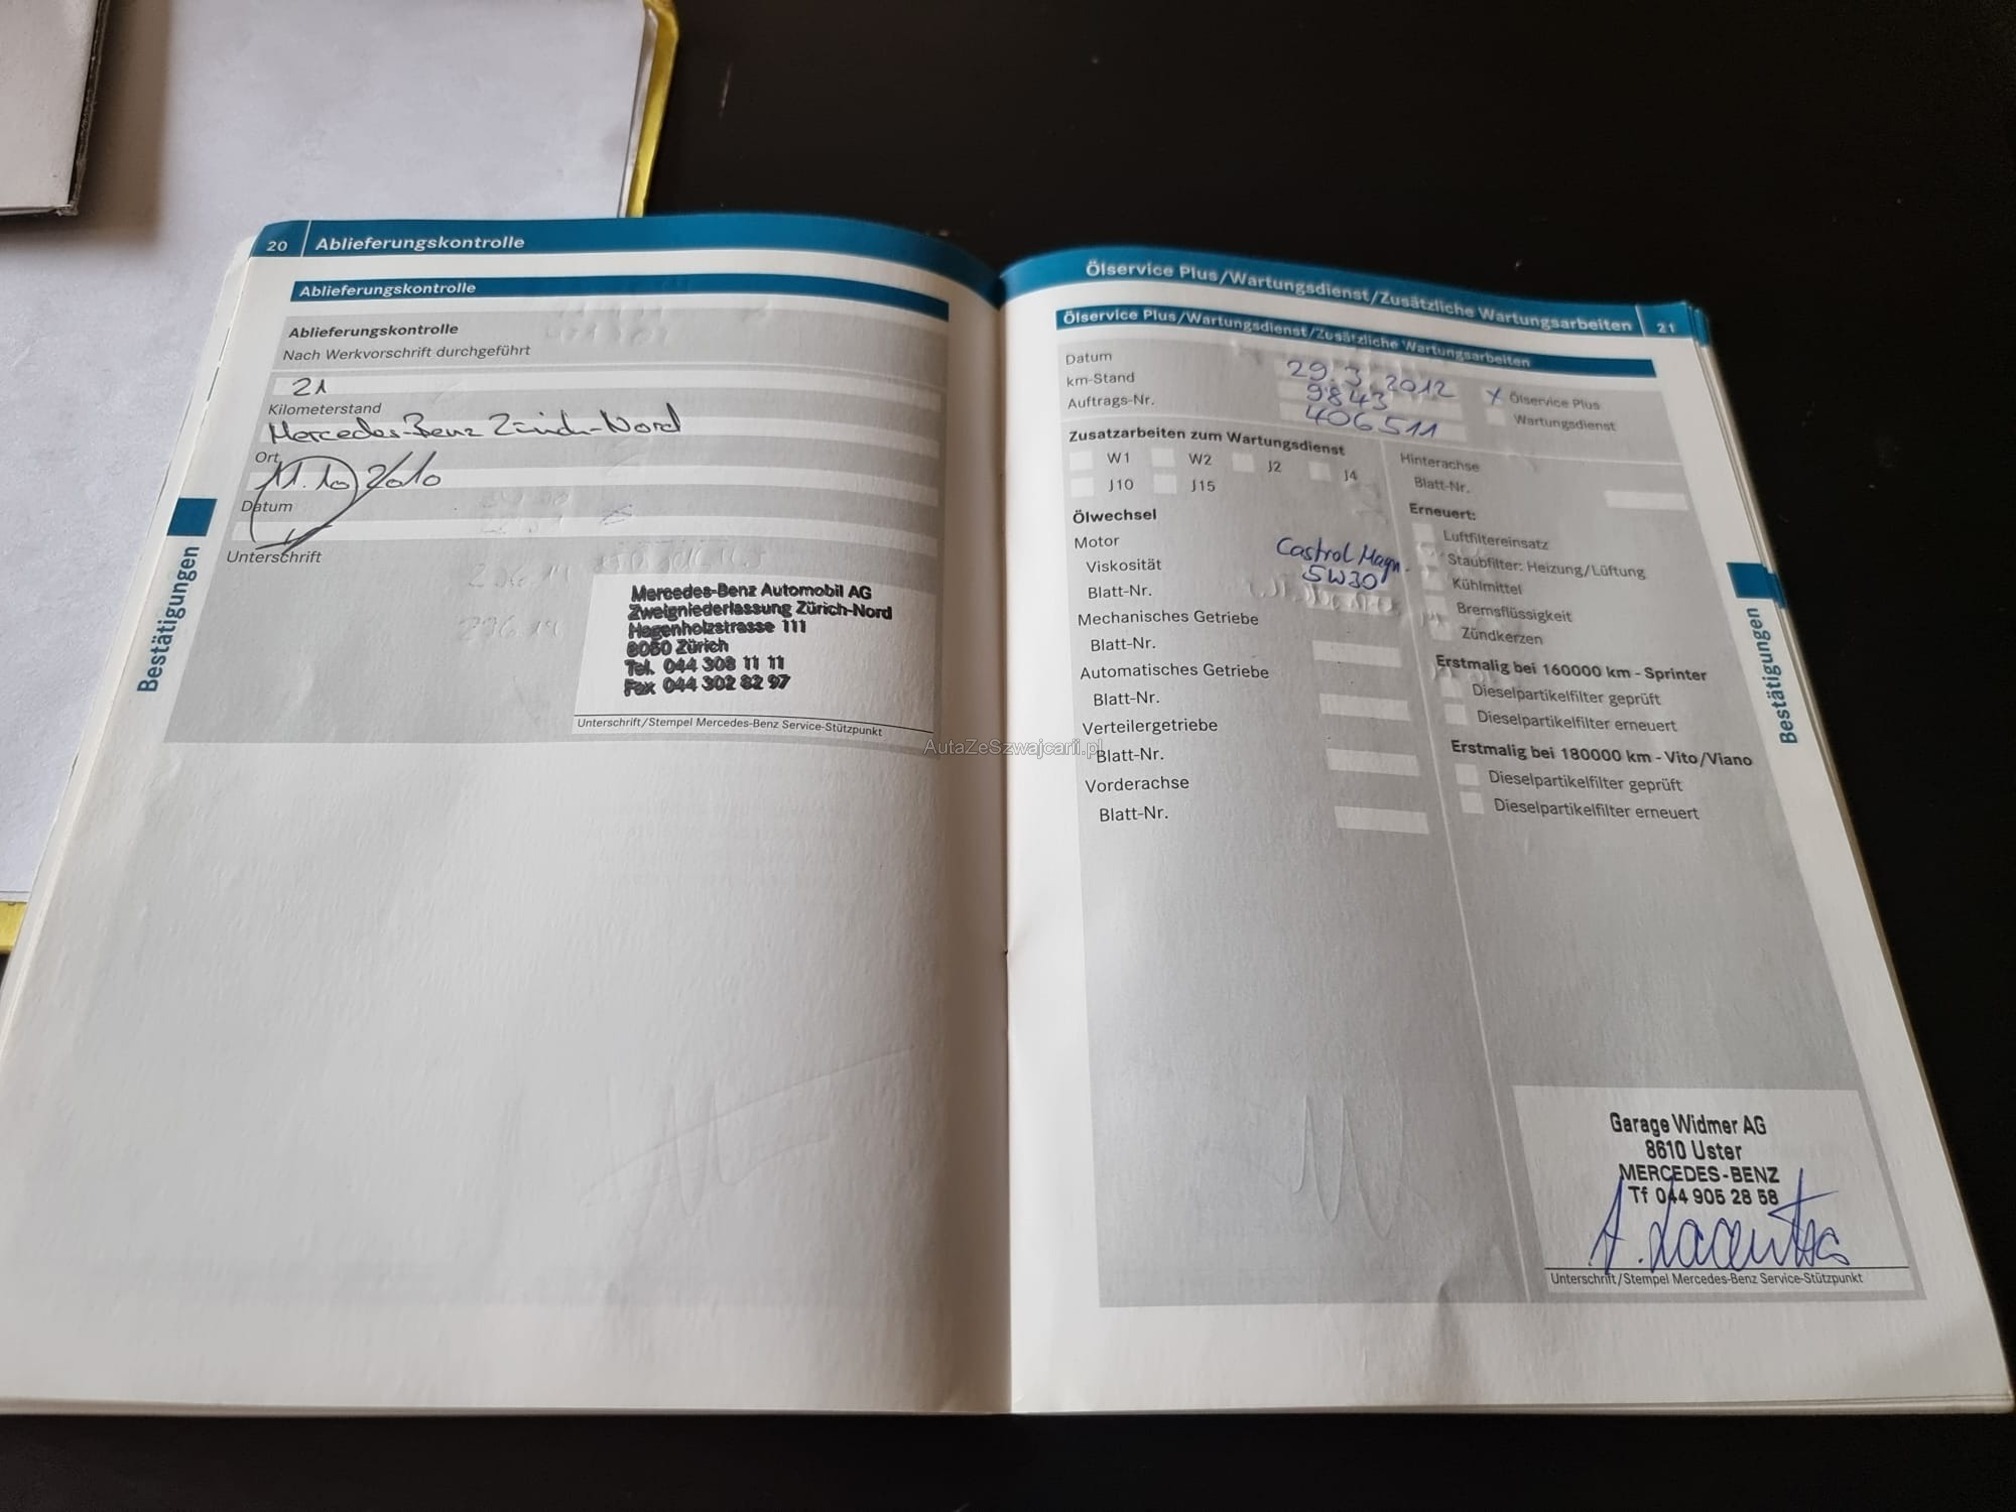 20 Ablieferungskontrolle
Ablieferungskontrolle
Ablieferungskontrolle
Nach Werkvorschrift durchgeführt
21
Kilometerstand
Mercedes-Benz Zürich-Nord
Ort
11.10 2010
Datum
Unterschrift
Mercedes-Benz Automobil AG
Zweigniederlassung Zürich-Nord
Hagenholzstrasse 111
8050 Zürich
Tel. 044 308 11 11
Fax 044 302 82 97
Unterschrift/Stempel Mercedes-Benz Service-Stützpunkt
Bestätigungen
AutaZeSzwajcarii.pl
Ölservice Plus/Wartungsdienst/Zusätzliche Wartungsarbeiten 21
Ölservice Plus/Wartungsdienst/Zusätzliche Wartungsarbeiten
Datum 29.3.2012
km-Stand 9843
Auftrags-Nr. 406511
x Ölservice Plus
Wartungsdienst
Zusatzarbeiten zum Wartungsdienst
W1 W2 J2 J4
J10 J15
Ölwechsel
Motor Castrol Magn.
Viskosität 5W30
Blatt-Nr.
Mechanisches Getriebe
Blatt-Nr.
Automatisches Getriebe
Blatt-Nr.
Verteilergetriebe
Blatt-Nr.
Vorderachse
Blatt-Nr.
Hinterachse
Blatt-Nr.
Erneuert:
Luftfiltereinsatz
Staubfilter: Heizung/Lüftung
Kühlmittel
Bremsflüssigkeit
Zündkerzen
Erstmalig bei 160000 km - Sprinter
Dieselpartikelfilter geprüft
Dieselpartikelfilter erneuert
Erstmalig bei 180000 km - Vito/Viano
Dieselpartikelfilter geprüft
Dieselpartikelfilter erneuert
Garage Widmer AG
8610 Uster
MERCEDES-BENZ
Tf 044 905 28 58
Unterschrift/Stempel Mercedes-Benz Service-Stützpunkt
Bestätigungen